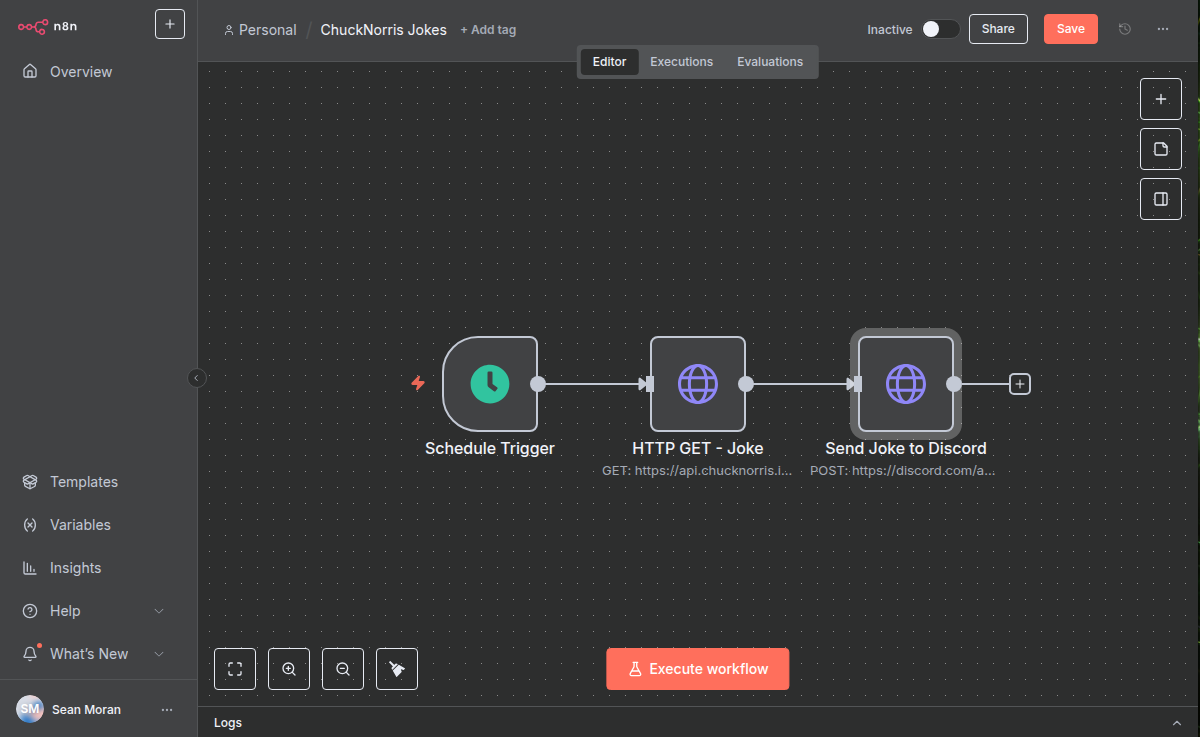 n8n
Personal / ChuckNorris Jokes + Add tag
Inactive
Share
Save
Editor
Executions
Evaluations
Overview
Schedule Trigger
HTTP GET - Joke
GET: https://api.chucknorris.i...
Send Joke to Discord
POST: https://discord.com/a...
Templates
Variables
Insights
Help
What's New
Execute workflow
SM
Sean Moran
Logs